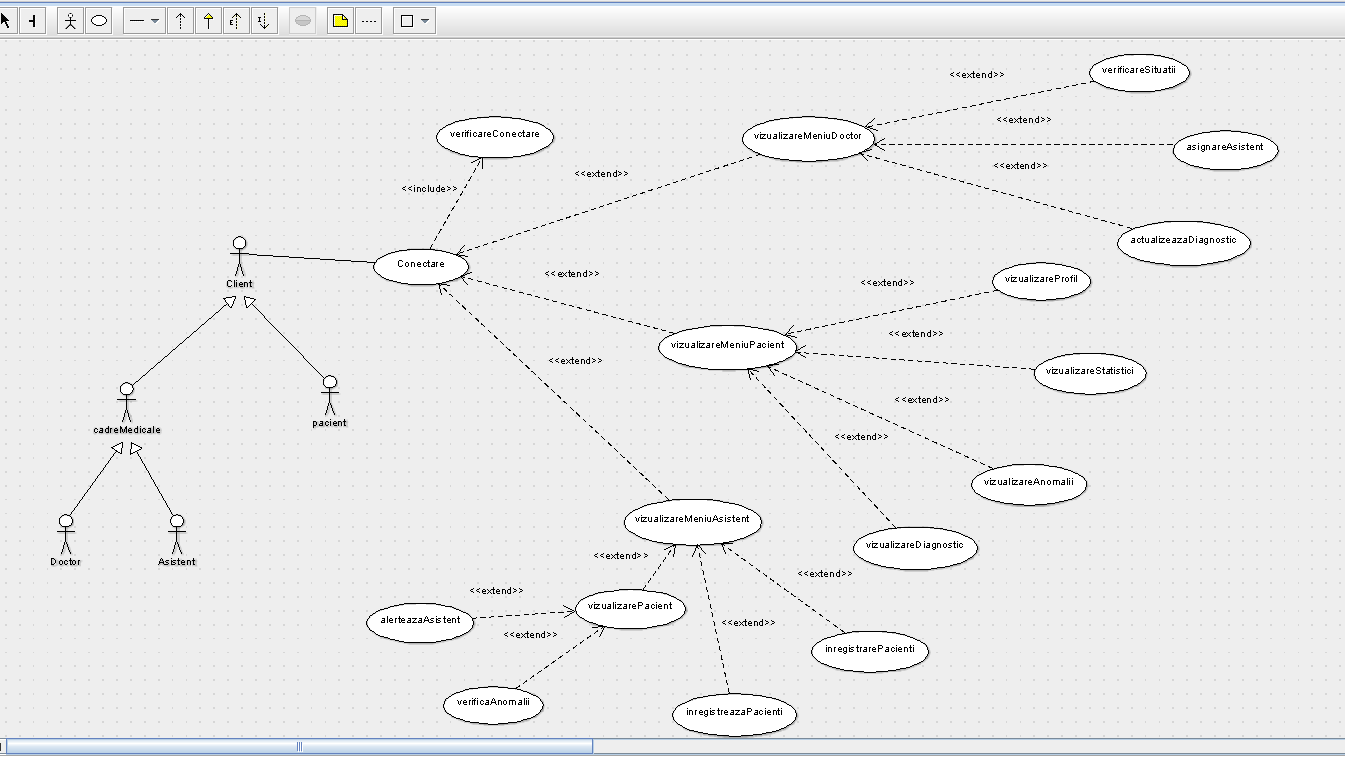 verificareSituatii
<<extend>>
<<extend>>
verificareConectare
vizualizareMeniuDoctor
asignareAsistent
<<extend>>
<<extend>>
<<include>>
actualizeazaDiagnostic
Conectare
<<extend>>
vizualizareProfil
Client
<<extend>>
<<extend>>
vizualizareMeniuPacient
<<extend>>
vizualizareStatistici
<<extend>>
pacient
cadreMedicale
<<extend>>
vizualizareAnomalii
vizualizareMeniuAsistent
vizualizareDiagnostic
<<extend>>
Doctor
Asistent
<<extend>>
<<extend>>
vizualizarePacient
alerteazaAsistent
<<extend>>
<<extend>>
inregistrarePacienti
verificaAnomalii
inregistreazaPacienti